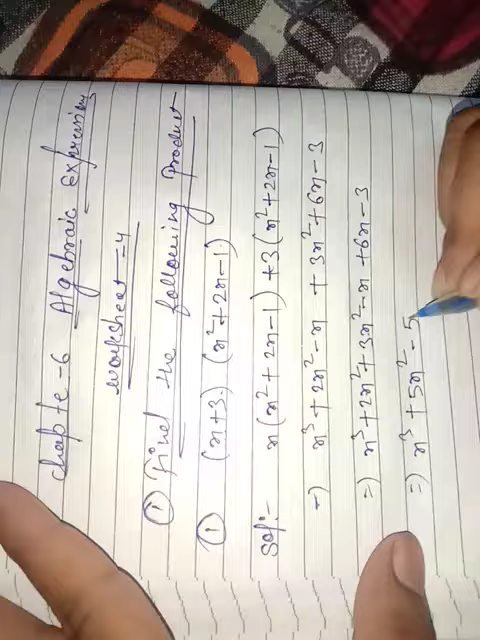 Chapte-6 Algebraic Expression
Worksheet-4
① Find the following Product
① (x+3) (x²+2x-1)
Sol:- x(x²+2x-1)+3(x²+2x-1)
=) x³+2x²-x+3x²+6x-3
=) x³+2x²+3x²-x+6x-3
=) x³+5x²-5